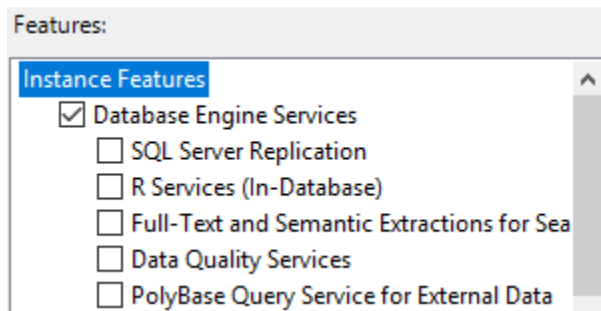 Features:
Instance Features
Database Engine Services
SQL Server Replication
R Services (In-Database)
Full-Text and Semantic Extractions for Sea
Data Quality Services
PolyBase Query Service for External Data